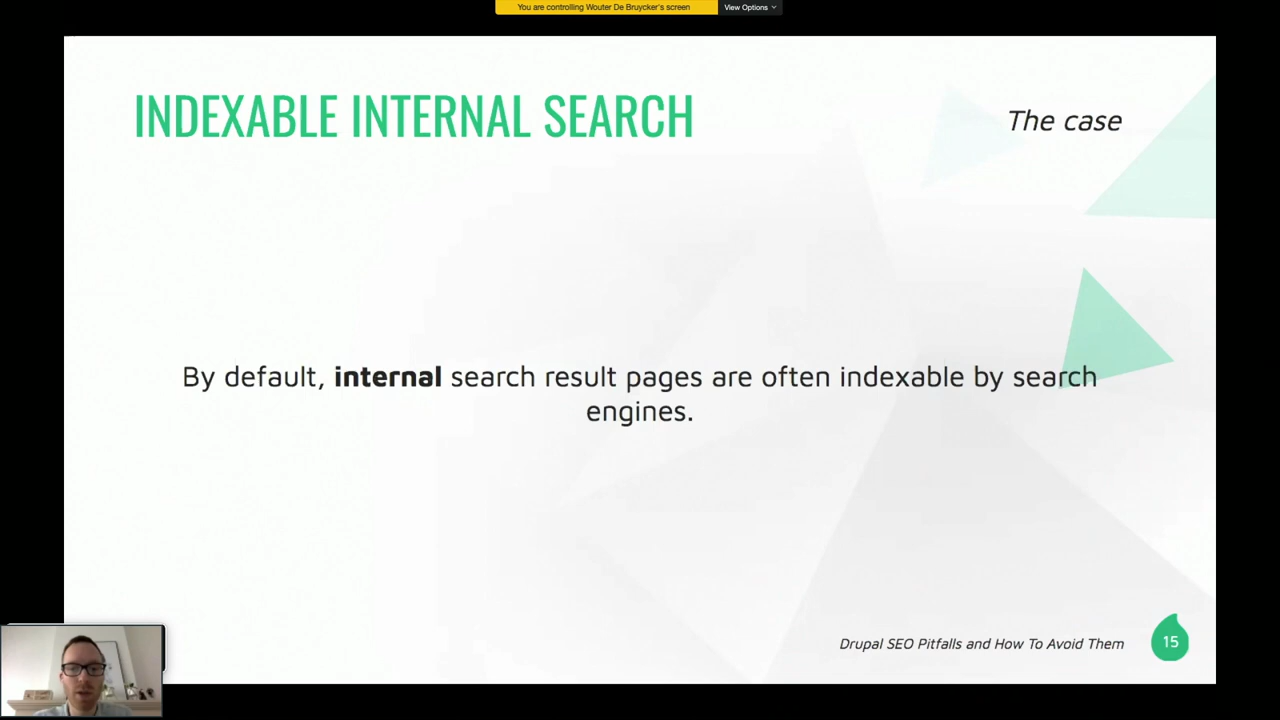 You are controlling Wouter De Bruycker's screen View Options
INDEXABLE INTERNAL SEARCH
The case
By default, internal search result pages are often indexable by search
engines.
Drupal SEO Pitfalls and How To Avoid Them
15